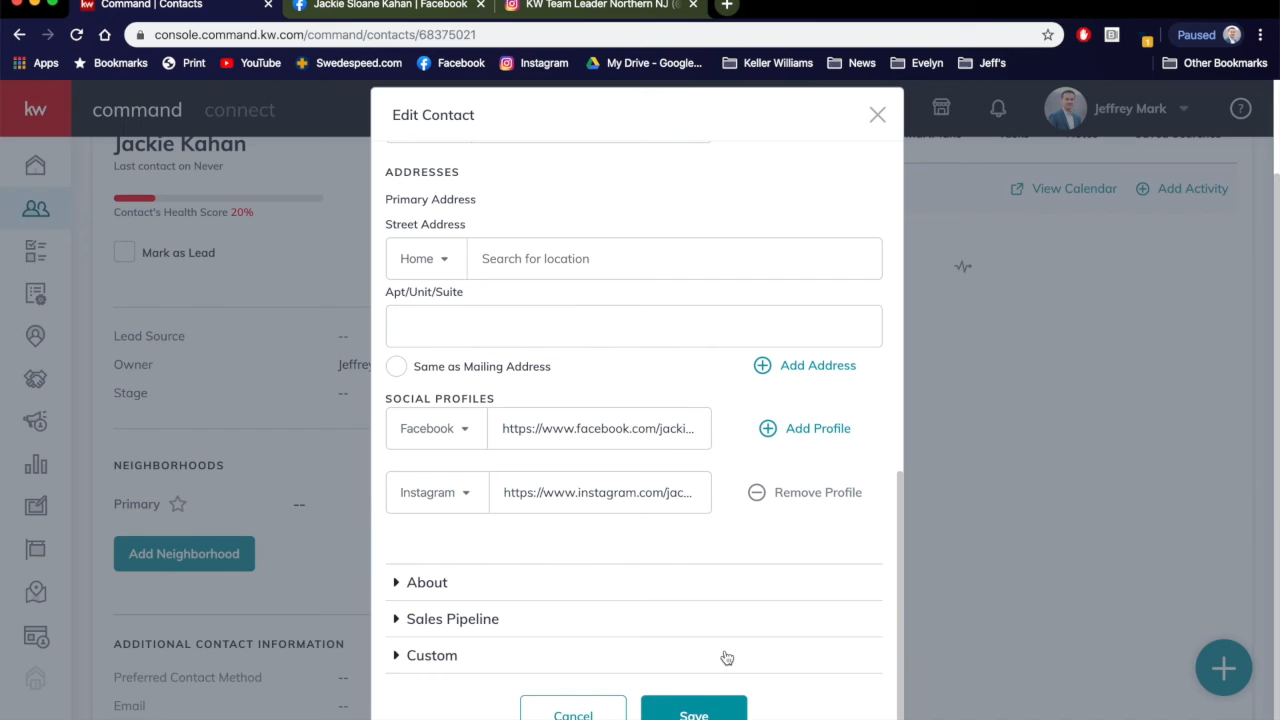 Command | Contacts
Jackie Sloane Kahan | Facebook
KW Team Leader Northern NJ (
console.command.kw.com/command/contacts/68375021
Paused
Apps
Bookmarks
Print
YouTube
Swedespeed.com
Facebook
Instagram
My Drive - Google...
Keller Williams
News
Evelyn
Jeff's
Other Bookmarks
kw
command
connect
Jeffrey Mark
Jackie Kahan
Last contact on Never
Contact's Health Score 20%
Mark as Lead
Lead Source --
Owner Jeffrey
Stage --
NEIGHBORHOODS
Primary --
Add Neighborhood
ADDITIONAL CONTACT INFORMATION
Preferred Contact Method --
Email --
Edit Contact
ADDRESSES
Primary Address
Street Address
Home
Search for location
Apt/Unit/Suite
Same as Mailing Address
Add Address
SOCIAL PROFILES
Facebook
https://www.facebook.com/jacki...
Add Profile
Instagram
https://www.instagram.com/jac...
Remove Profile
About
Sales Pipeline
Custom
Cancel
Save
View Calendar
Add Activity